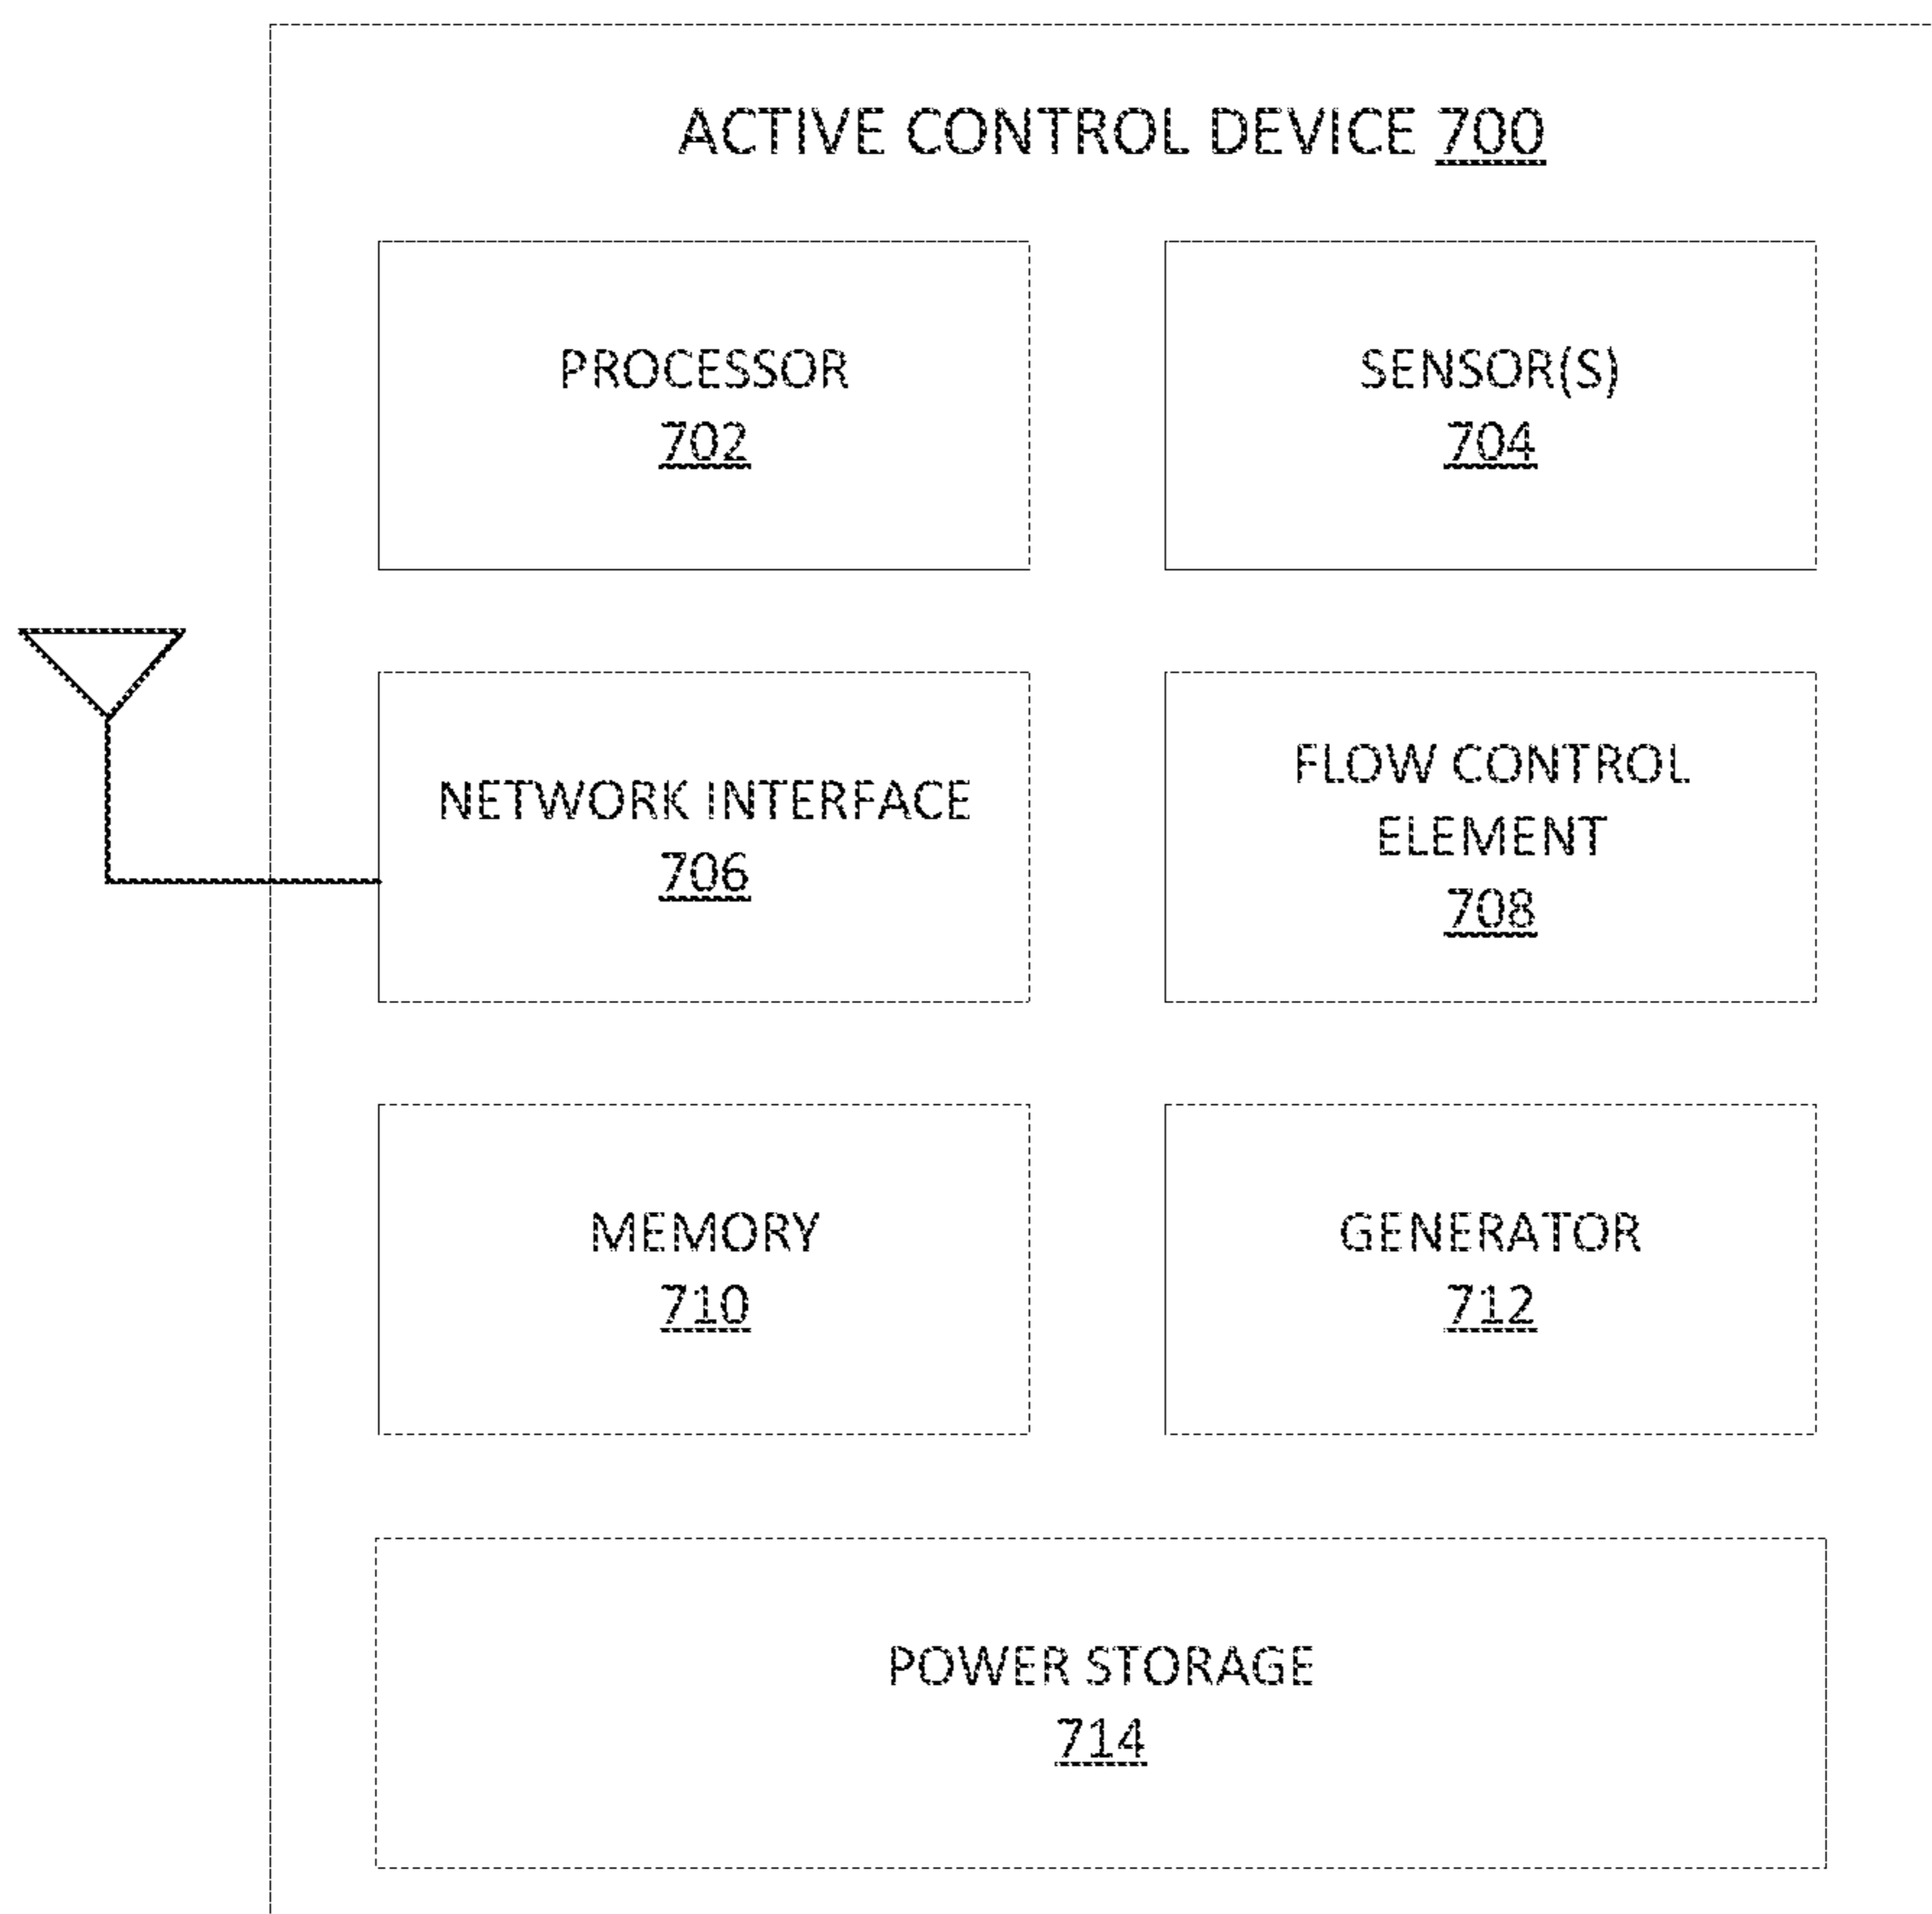 ACTIVE CONTROL DEVICE 700
PROCESSOR
702
SENSOR(S)
704
NETWORK INTERFACE
706
FLOW CONTROL
ELEMENT
708
MEMORY
710
GENERATOR
712
POWER STORAGE
714